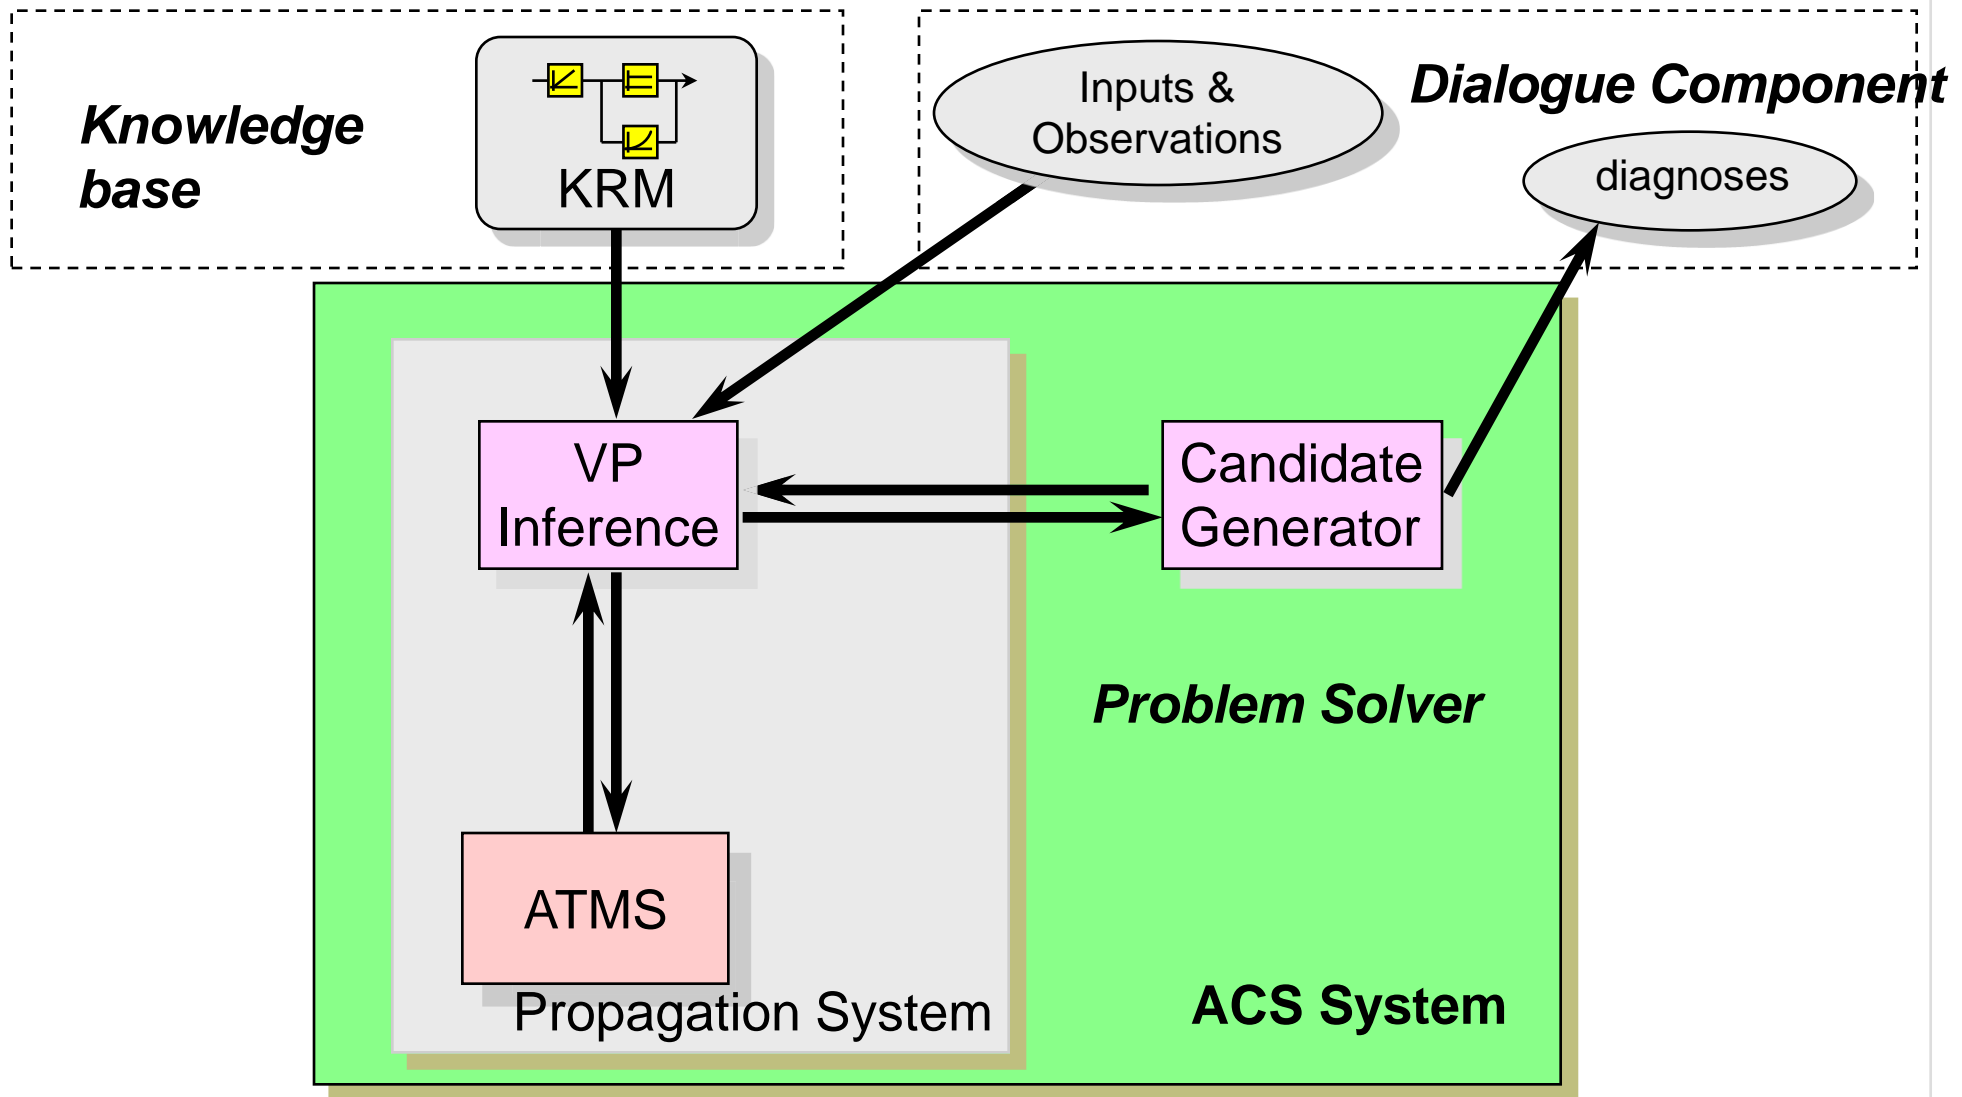 Knowledge
base
KRM
Inputs &
Observations
Dialogue Component
diagnoses
VP
Inference
Candidate
Generator
Problem Solver
ATMS
Propagation System
ACS System